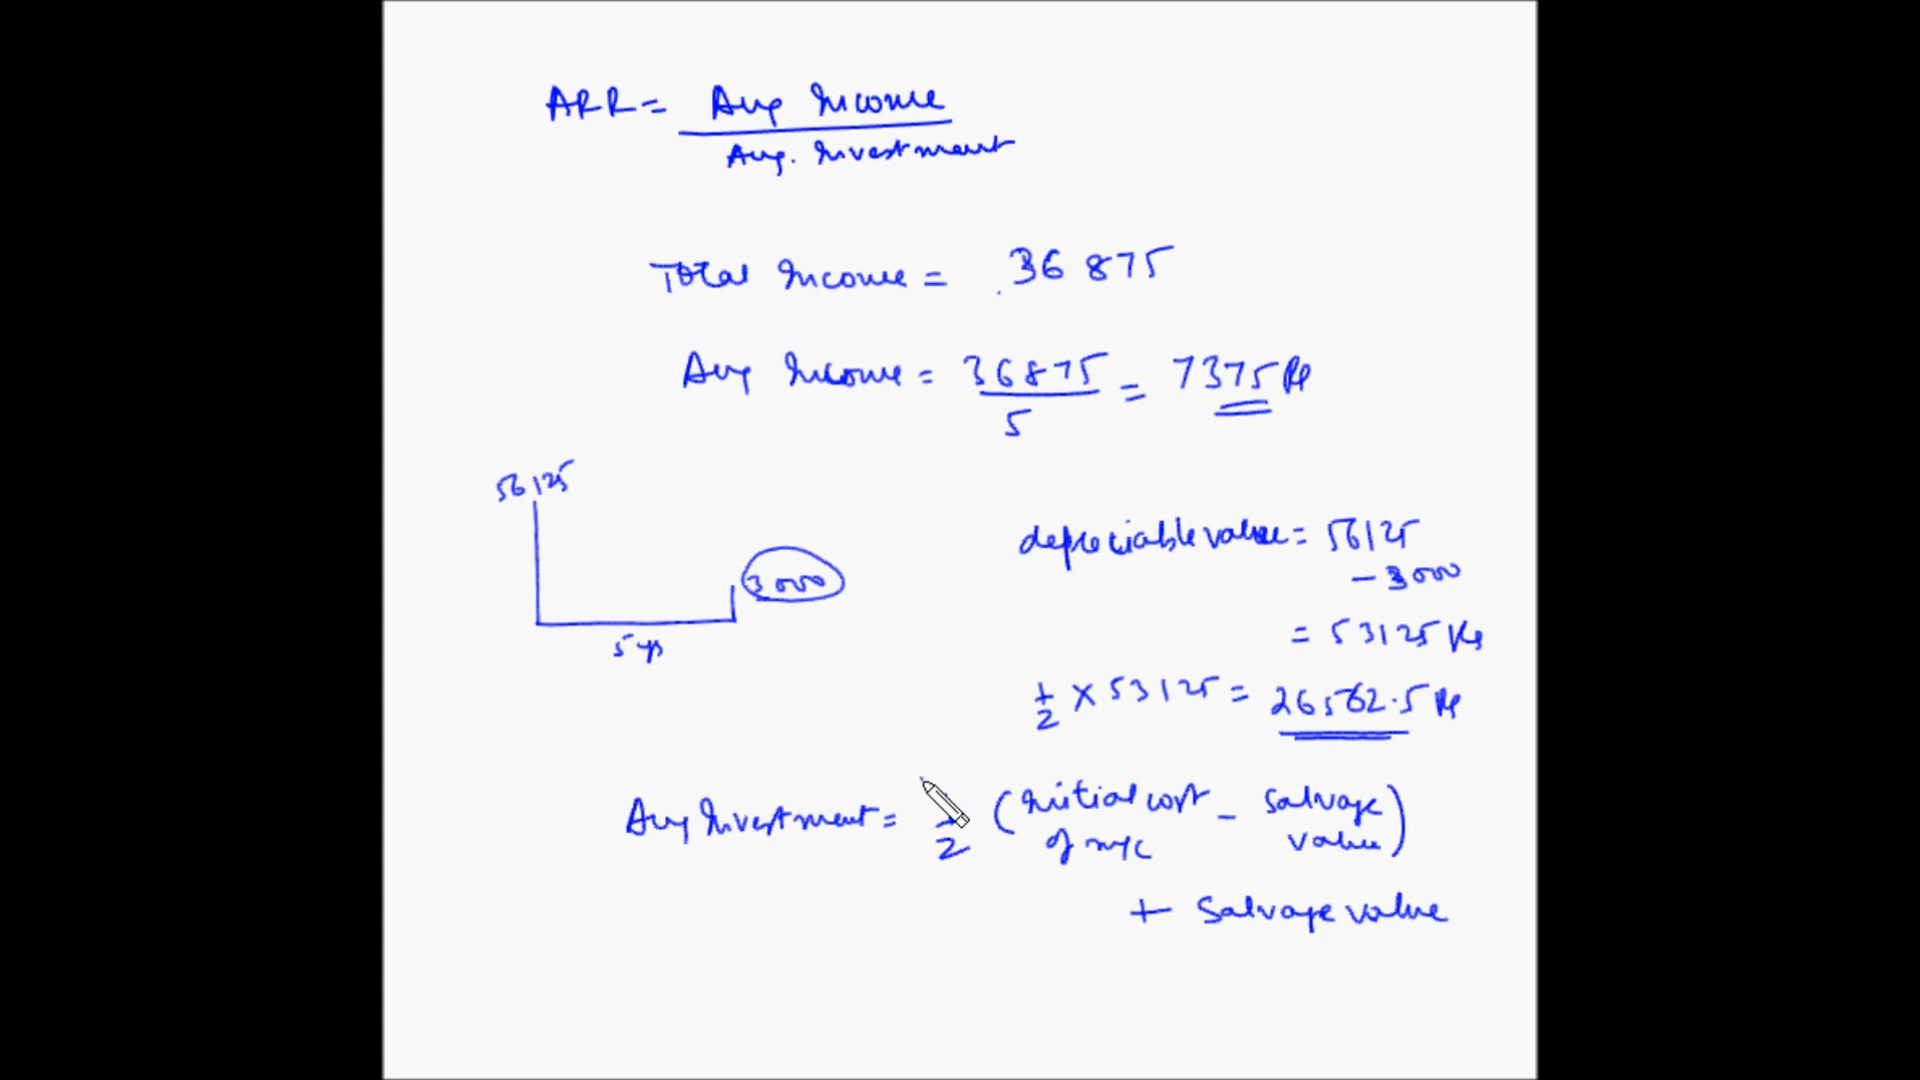 ARR = Avg Income
Avg. Investment
Total Income = 36 875
Avg Income = 36875 = 7375 Rs
5
56125
3000
5 yrs
depreciable value = 56125
- 3000
= 53125 Rs
1/2 X 53125 = 26562.5 Rs
Avg Investment = 1/2 (Initial cost - Salvage
of m/c value)
+ Salvage value